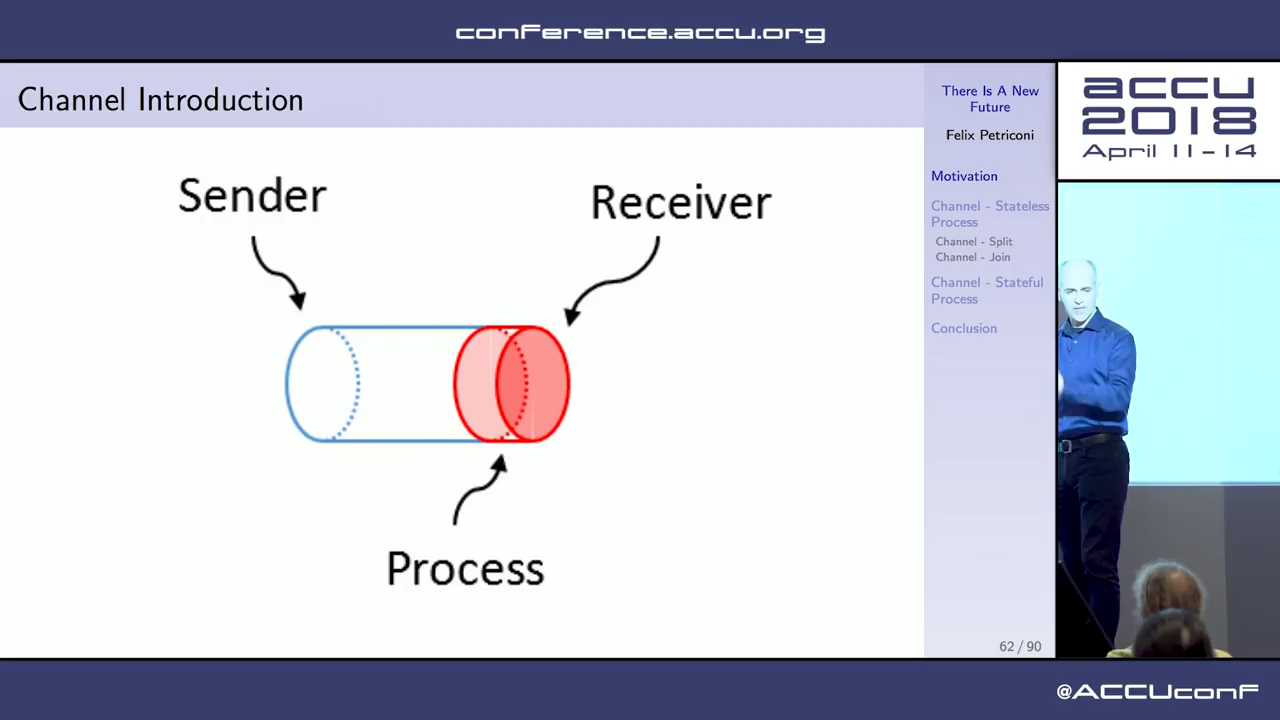 conference.accu.org
Channel Introduction
Sender
Receiver
Process
There Is A New
Future
Felix Petriconi
Motivation
Channel - Stateless
Process
Channel - Split
Channel - Join
Channel - Stateful
Process
Conclusion
62 / 90
accu
2018
April 11-14
@ACCUconf